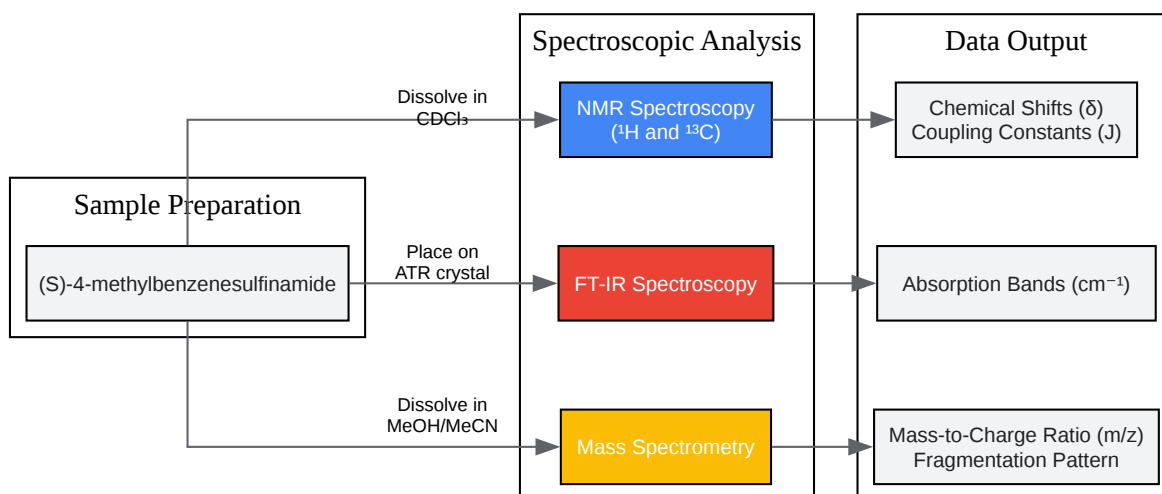 Spectroscopic Analysis
Data Output
Dissolve in
CDCl₃
NMR Spectroscopy
(¹H and ¹³C)
Chemical Shifts (δ)
Coupling Constants (J)
Sample Preparation
(S)-4-methylbenzenesulfinamide
Place on
ATR crystal
FT-IR Spectroscopy
Absorption Bands (cm⁻¹)
Dissolve in
MeOH/MeCN
Mass Spectrometry
Mass-to-Charge Ratio (m/z)
Fragmentation Pattern